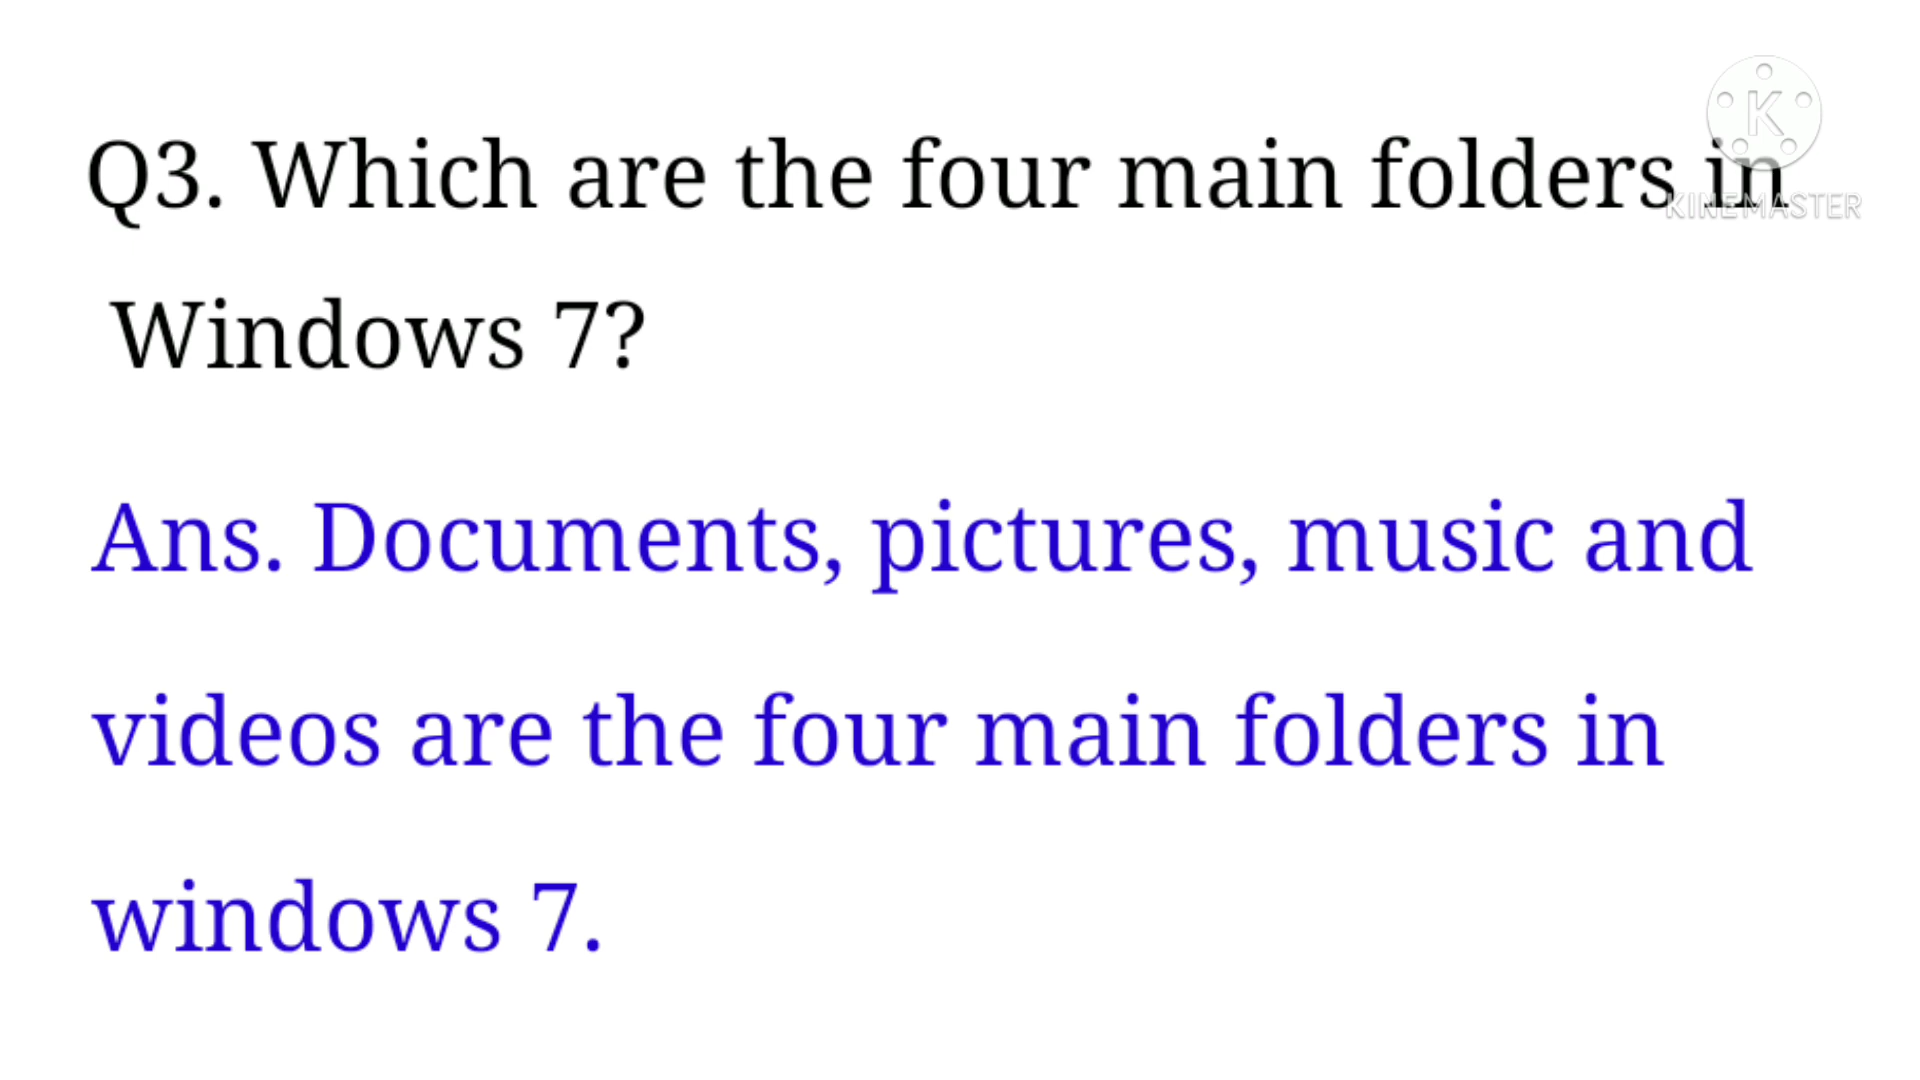 Q3. Which are the four main folders in
K
KINEMASTER
Windows 7?
Ans. Documents, pictures, music and
videos are the four main folders in
windows 7.